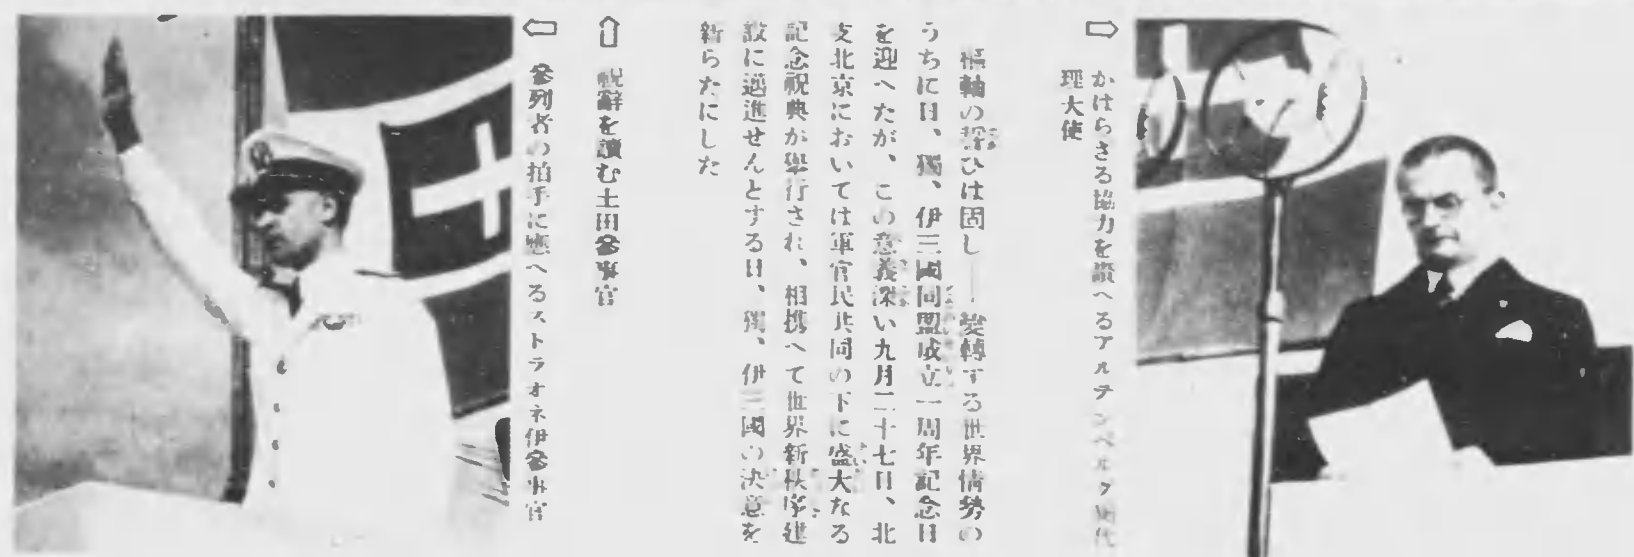 かはらざる協力を讃へるアルテンベルグ獨代
理大使
樞軸の誓ひは固し――變轉する世界情勢の
うちに日、獨、伊三國同盟成立一周年記念日
を迎へたが、この意義深い九月二十七日、北
支北京においては軍官民共同の下に盛大なる
記念祝典が擧行され、相携へて世界新秩序建
設に邁進せんとする日、獨、伊三國の決意を
新らたにした
祝辭を讀む土田參事官
參列者の拍手に應へるストラオネ伊參事官